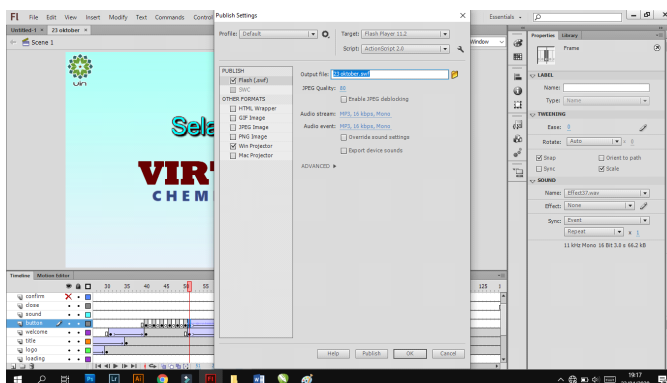 Fl File Edit View Insert Modify Text Commands Control
Essentials
Untitled-1 × 23 oktober ×
Scene 1
Window
uin
Sela
VIRT
CHEM
Publish Settings
Profile: Default
Target: Flash Player 11.2
Script: ActionScript 2.0
PUBLISH
Flash (.swf)
SWC
OTHER FORMATS
HTML Wrapper
GIF Image
JPEG Image
PNG Image
Win Projector
Mac Projector
Output file: 23 oktober.swf
JPEG Quality: 80
Enable JPEG deblocking
Audio stream: MP3, 16 kbps, Mono
Audio event: MP3, 16 kbps, Mono
Override sound settings
Export device sounds
ADVANCED
Help Publish OK Cancel
Properties Library
Frame
LABEL
Name:
Type: Name
TWEENING
Ease: 0
Rotate: Auto × 0
Snap Orient to path
Sync Scale
SOUND
Name: Effect37.wav
Effect: None
Sync: Event
Repeat x 1
11 kHz Mono 16 Bit 3.0 s 66.2 kB
Timeline Motion Editor
30 35 40 45 50 55
125
confirm
close
sound
button
welcome
title
logo
loading
Ps Lr Ai Fl
19:17